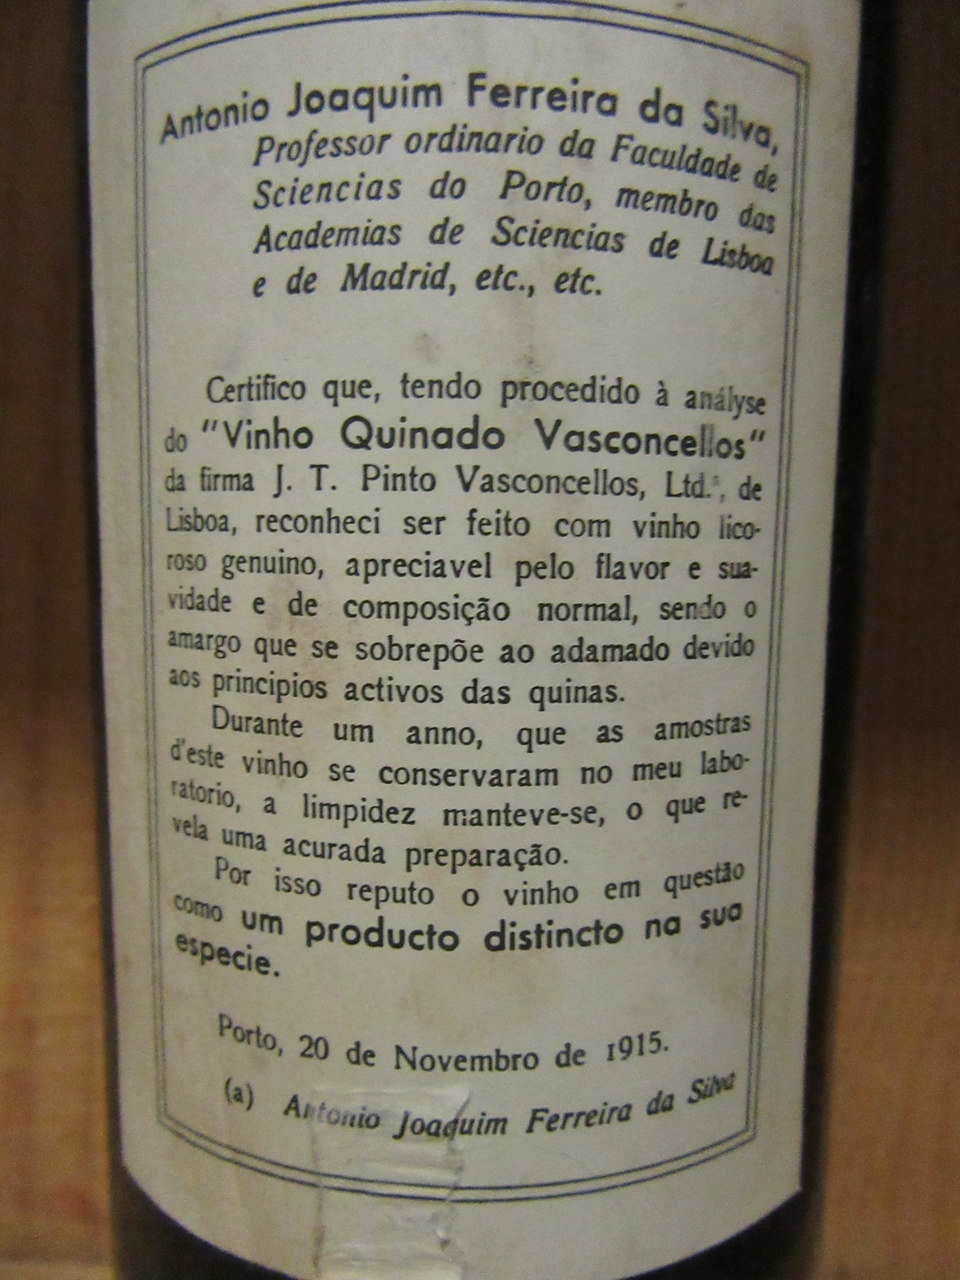 Antonio Joaquim Ferreira da Silva,
Professor ordinario da Faculdade de
Sciencias do Porto, membro das
Academias de Sciencias de Lisboa
e de Madrid, etc., etc.
Certifico que, tendo procedido à anályse
do "Vinho Quinado Vasconcellos"
da firma J. T. Pinto Vasconcellos, Ltd.ª, de
Lisboa, reconheci ser feito com vinho lico-
roso genuino, apreciavel pelo flavor e sua-
vidade e de composição normal, sendo o
amargo que se sobrepõe ao adamado devido
aos principios activos das quinas.
Durante um anno, que as amostras
d'este vinho se conservaram no meu labo-
ratorio, a limpidez manteve-se, o que re-
vela uma acurada preparação.
Por isso reputo o vinho em questão
como um producto distincto na sua
especie.
Porto, 20 de Novembro de 1915.
(a) Antonio Joaquim Ferreira da Silva